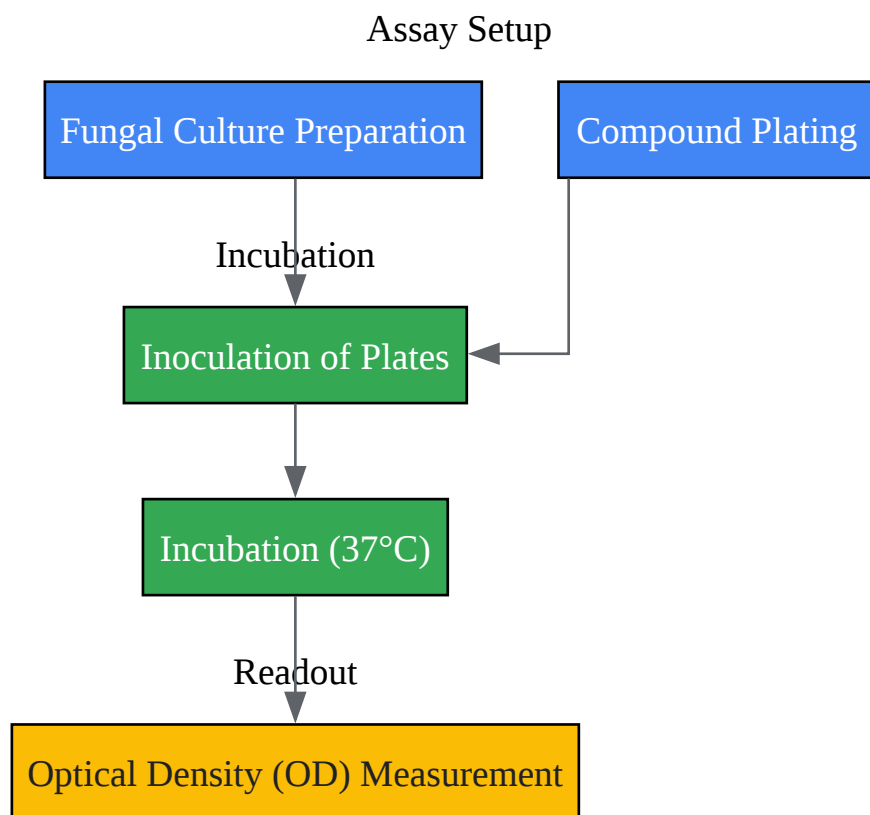 Assay Setup
Fungal Culture Preparation
Compound Plating
Incubation
Inoculation of Plates
Incubation (37°C)
Readout
Optical Density (OD) Measurement